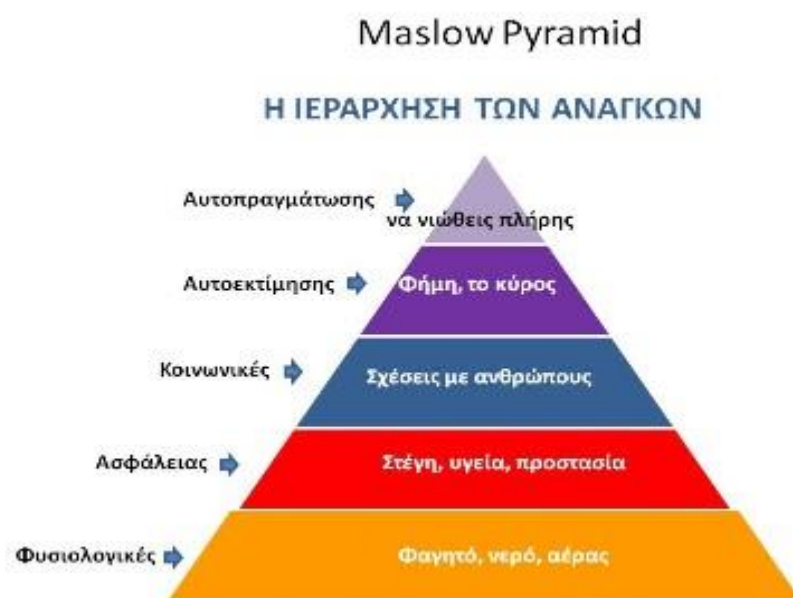 Maslow Pyramid
Η ΙΕΡΑΡΧΗΣΗ ΤΩΝ ΑΝΑΓΚΩΝ
Αυτοπραγμάτωσης
να νιώθεις πλήρης
Αυτοεκτίμησης
Φήμη, το κύρος
Κοινωνικές
Σχέσεις με ανθρώπους
Ασφάλειας
Στέγη, υγεία, προστασία
Φυσιολογικές
Φαγητό, νερό, αέρας